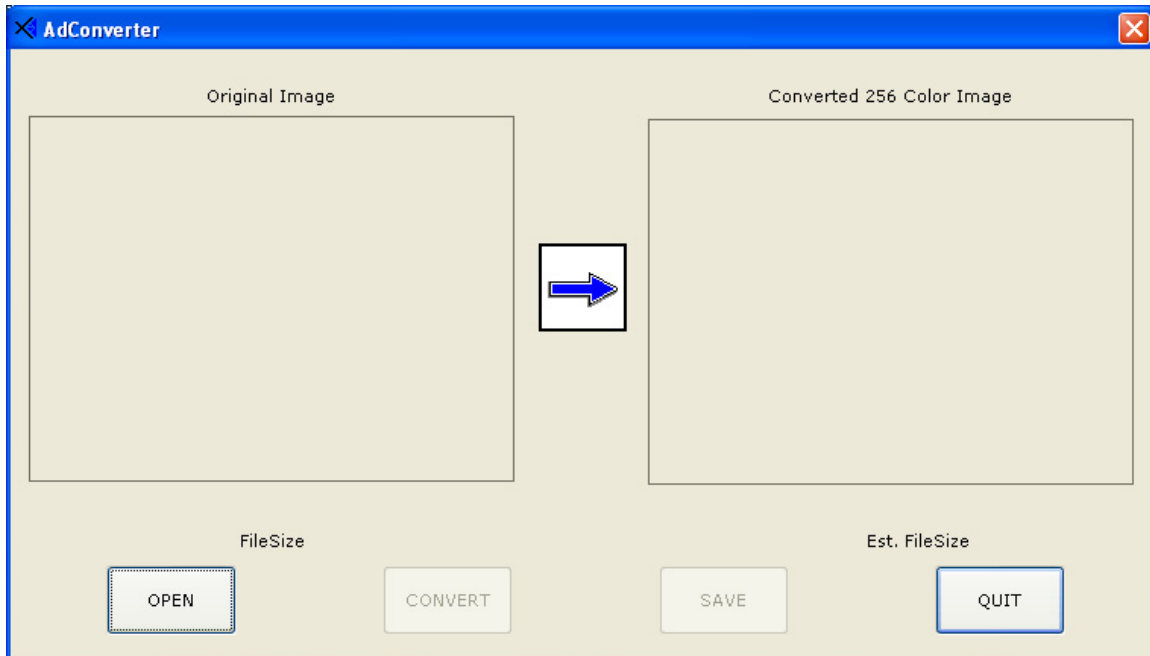 AdConverter
Original Image
Converted 256 Color Image
FileSize
Est. FileSize
OPEN
CONVERT
SAVE
QUIT